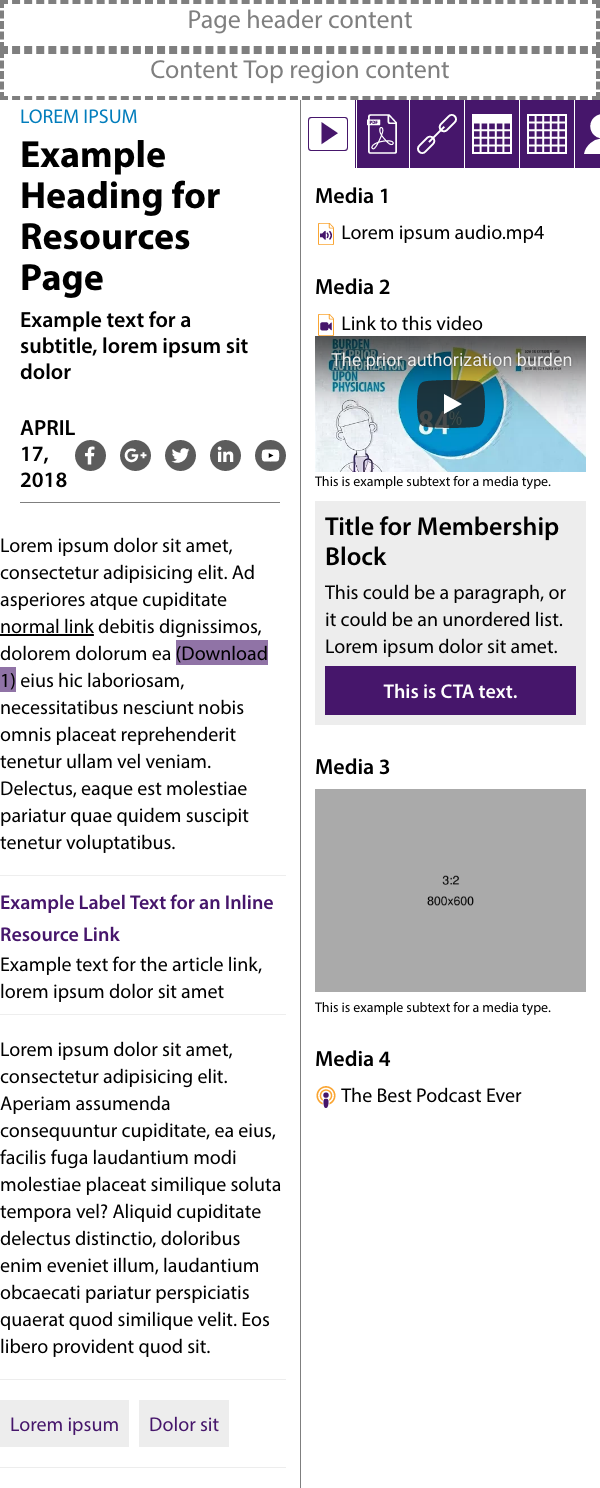 Page header content
Content Top region content
LOREM IPSUM
Example
Heading for
Resources
Page
Example text for a
subtitle, lorem ipsum sit
dolor
APRIL
17,
2018
Lorem ipsum dolor sit amet,
consectetur adipisicing elit. Ad
asperiores atque cupiditate
normal link debitis dignissimos,
dolorem dolorum ea (Download
1) eius hic laboriosam,
necessitatibus nesciunt nobis
omnis placeat reprehenderit
tenetur ullam vel veniam.
Delectus, eaque est molestiae
pariatur quae quidem suscipit
tenetur voluptatibus.
Example Label Text for an Inline
Resource Link
Example text for the article link,
lorem ipsum dolor sit amet
Lorem ipsum dolor sit amet,
consectetur adipisicing elit.
Aperiam assumenda
consequuntur cupiditate, ea eius,
facilis fuga laudantium modi
molestiae placeat similique soluta
tempora vel? Aliquid cupiditate
delectus distinctio, doloribus
enim eveniet illum, laudantium
obcaecati pariatur perspiciatis
quaerat quod similique velit. Eos
libero provident quod sit.
Lorem ipsum
Dolor sit
PDF
Media 1
Lorem ipsum audio.mp4
Media 2
Link to this video
The prior authorization burden
BURDEN
AUTHORIZATION
UPON
PHYSICIANS
84%
This is example subtext for a media type.
Title for Membership
Block
This could be a paragraph, or
it could be an unordered list.
Lorem ipsum dolor sit amet.
This is CTA text.
Media 3
3:2
800x600
This is example subtext for a media type.
Media 4
The Best Podcast Ever